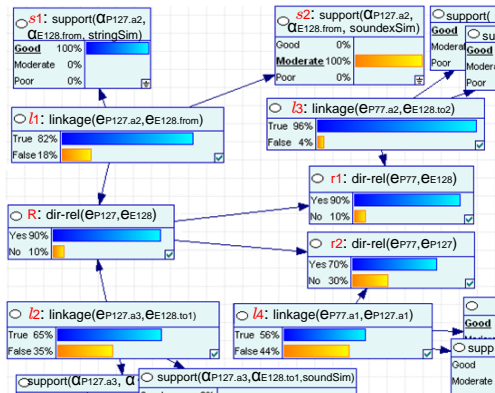 s1: support(αP127.a2,
αE128.from, stringSim)
Good 100%
Moderate 0%
Poor 0%
s2: support(αP127.a2,
αE128.from, soundexSim)
Good 0%
Moderate 100%
Poor 0%
support(
Good
Moderat
Poor
su
Good
Modera
Poor
l1: linkage(eP127.a2,eE128.from)
True 82%
False 18%
l3: linkage(eP77.a2,eE128.to2)
True 96%
False 4%
r1: dir-rel(eP77,eE128)
Yes 90%
No 10%
R: dir-rel(eP127,eE128)
Yes 90%
No 10%
r2: dir-rel(eP77,eP127)
Yes 70%
No 30%
l2: linkage(eP127.a3,eE128.to1)
True 65%
False 35%
l4: linkage(eP77.a1,eP127.a1)
True 56%
False 44%
Good
supp
Good
Moderate
support(αP127.a3, α
support(αP127.a3,αE128.to1,soundSim)